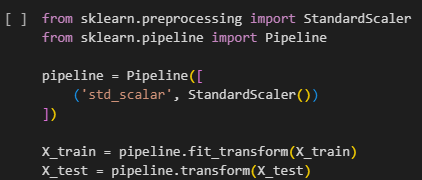 [ ] from sklearn.preprocessing import StandardScaler
from sklearn.pipeline import Pipeline
pipeline = Pipeline([
('std_scalar', StandardScaler())
])
X_train = pipeline.fit_transform(X_train)
X_test = pipeline.transform(X_test)